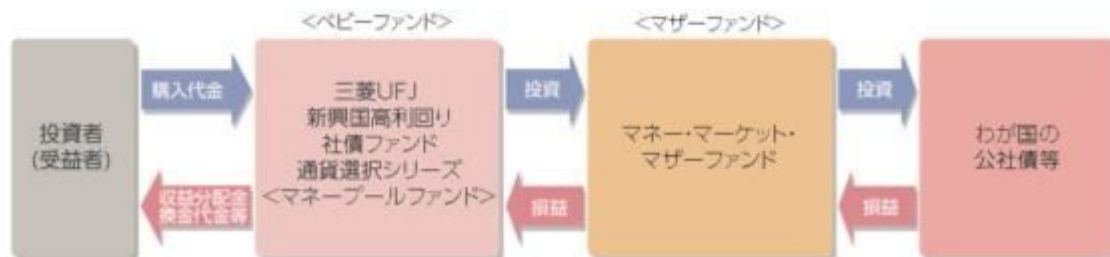 <ベビーファンド>
<マザーファンド>
投資者
(受益者)
購入代金
収益分配金
換金代金等
三菱UFJ
新興国高利回り
社債ファンド
通貨選択シリーズ
<マネープールファンド>
投資
損益
マネー・マーケット・
マザーファンド
投資
損益
わが国の
公社債等